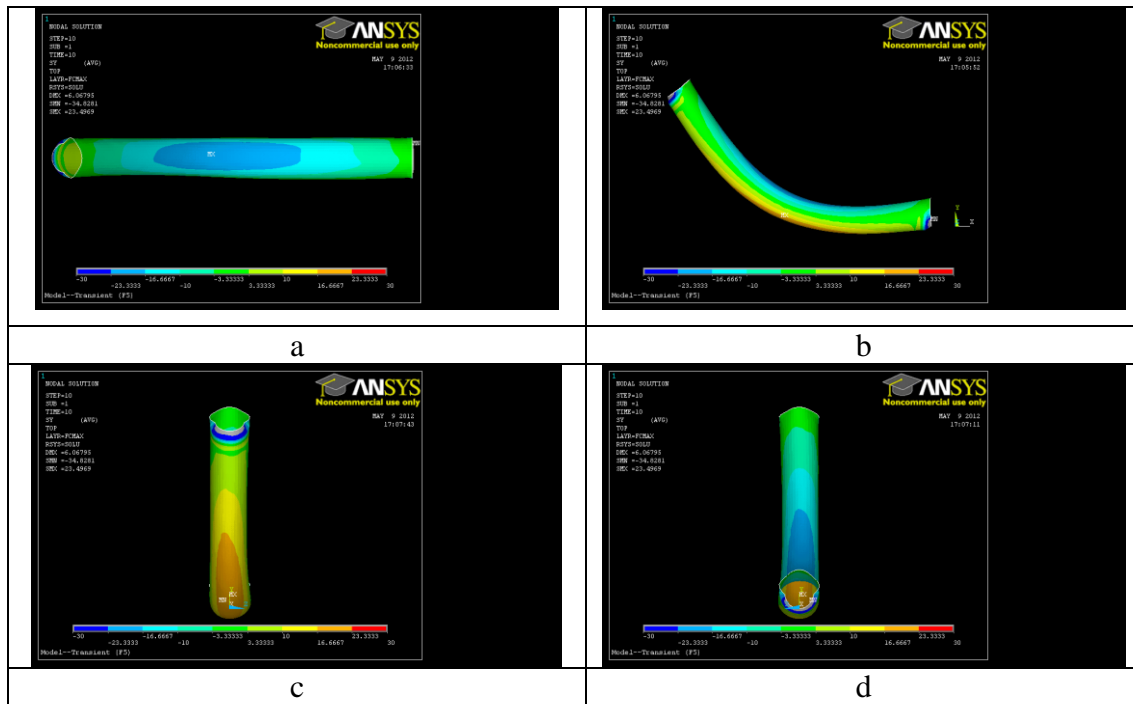 1
NODAL SOLUTION
STEP=10
SUB =1
TIME=10
SY (AVG)
TOP
LAYR=FCMAX
RSYS=SOLU
DMX =6.06795
SMN =-34.8281
SMX =23.4969
ANSYS
Noncommercial use only
MAY 9 2012
17:06:33
MX
-30 -16.6667 -3.33333 10 23.3333
-23.3333 -10 3.33333 16.6667 30
Model--Transient (F5)
1
NODAL SOLUTION
STEP=10
SUB =1
TIME=10
SY (AVG)
TOP
LAYR=FCMAX
RSYS=SOLU
DMX =6.06795
SMN =-34.8281
SMX =23.4969
ANSYS
Noncommercial use only
MAY 9 2012
17:05:52
MX
MN
Y
-30 -16.6667 -3.33333 10 23.3333
-23.3333 -10 3.33333 16.6667 30
Model--Transient (F5)
a
b
1
NODAL SOLUTION
STEP=10
SUB =1
TIME=10
SY (AVG)
TOP
LAYR=FCMAX
RSYS=SOLU
DMX =6.06795
SMN =-34.8281
SMX =23.4969
ANSYS
Noncommercial use only
MAY 9 2012
17:07:43
MX
MN
-30 -16.6667 -3.33333 10 23.3333
-23.3333 -10 3.33333 16.6667 30
Model--Transient (F5)
1
NODAL SOLUTION
STEP=10
SUB =1
TIME=10
SY (AVG)
TOP
LAYR=FCMAX
RSYS=SOLU
DMX =6.06795
SMN =-34.8281
SMX =23.4969
ANSYS
Noncommercial use only
MAY 9 2012
17:07:11
MX
-30 -16.6667 -3.33333 10 23.3333
-23.3333 -10 3.33333 16.6667 30
Model--Transient (F5)
c
d